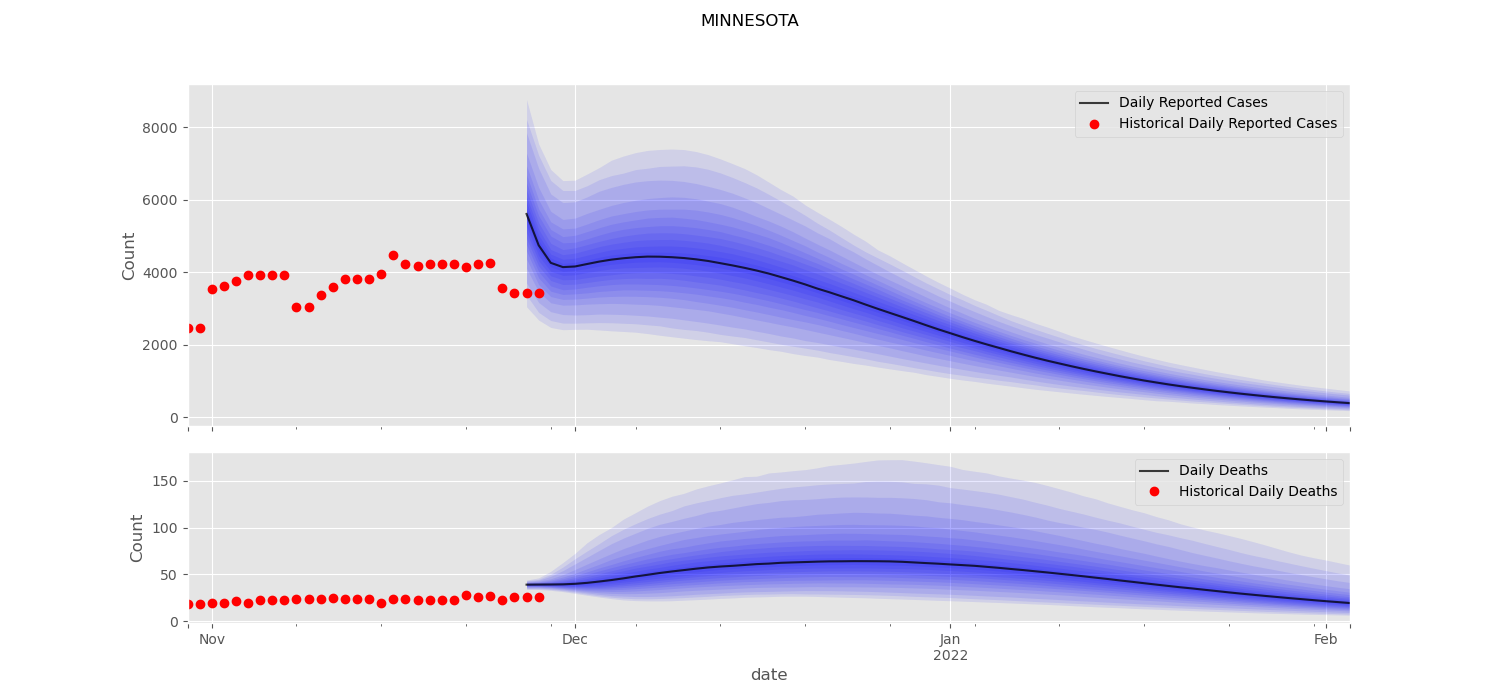 MINNESOTA
Count
8000
6000
4000
2000
0
Daily Reported Cases
Historical Daily Reported Cases
Count
150
100
50
0
Daily Deaths
Historical Daily Deaths
Nov
Dec
Jan
2022
Feb
date